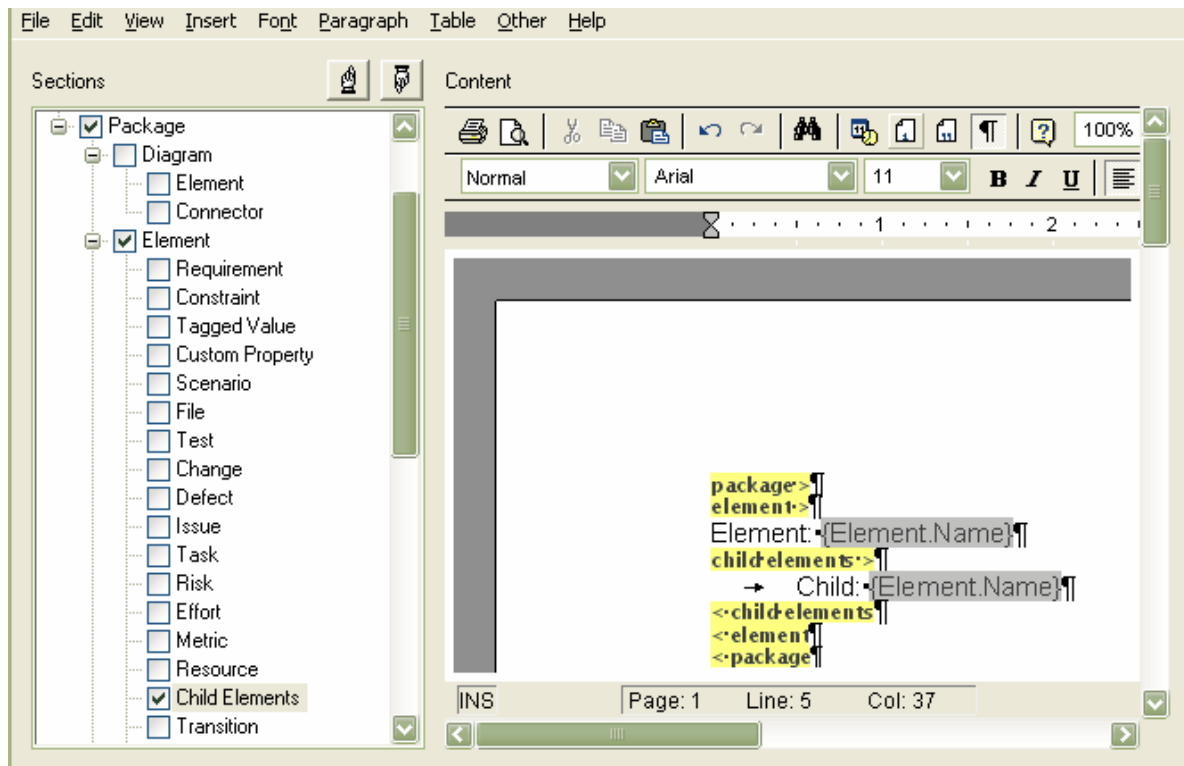 File Edit View Insert Font Paragraph Table Other Help
Sections
Package
Diagram
Element
Connector
Element
Requirement
Constraint
Tagged Value
Custom Property
Scenario
File
Test
Change
Defect
Issue
Task
Risk
Effort
Metric
Resource
Child Elements
Transition
Content
100%
Normal Arial 11 B I U
1 2
package·>¶
element·>¶
Element:·{Element.Name}¶
child·elements·>¶
→ Child:·{Element.Name}¶
<·child·elements¶
<·element¶
<·package¶
INS Page: 1 Line: 5 Col: 37